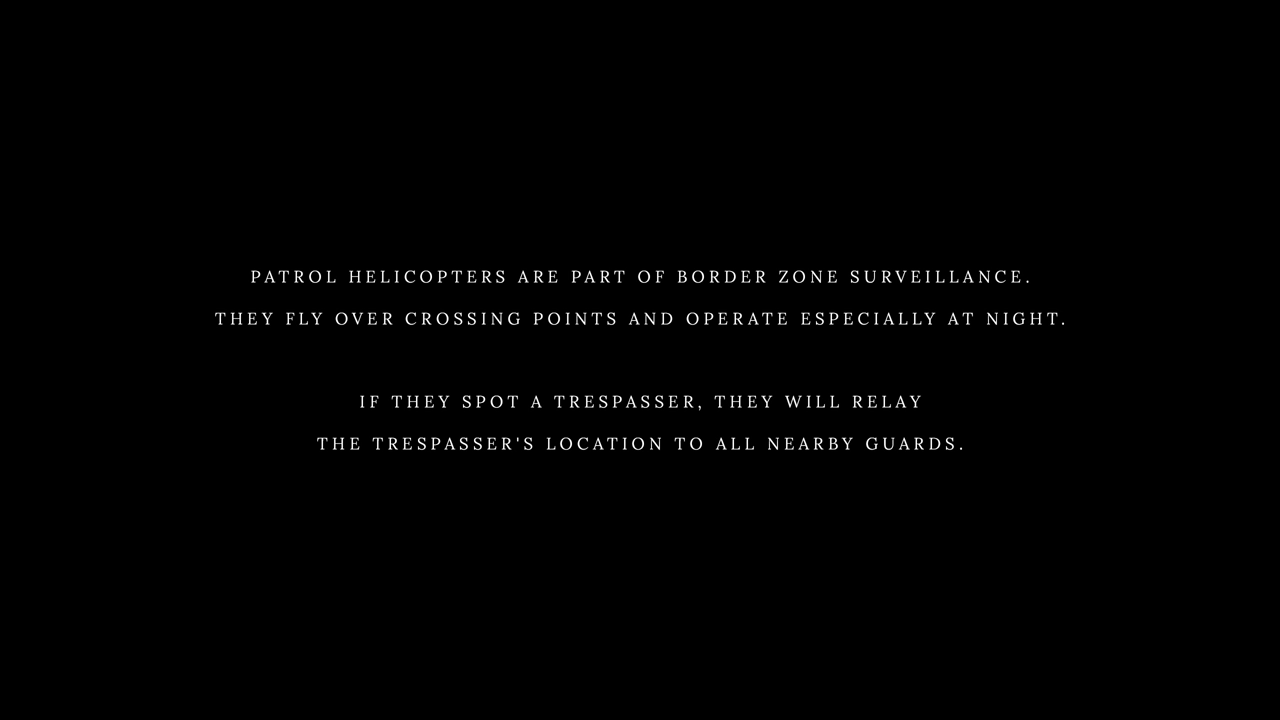 PATROL HELICOPTERS ARE PART OF BORDER ZONE SURVEILLANCE.
THEY FLY OVER CROSSING POINTS AND OPERATE ESPECIALLY AT NIGHT.
IF THEY SPOT A TRESPASSER, THEY WILL RELAY
THE TRESPASSER'S LOCATION TO ALL NEARBY GUARDS.